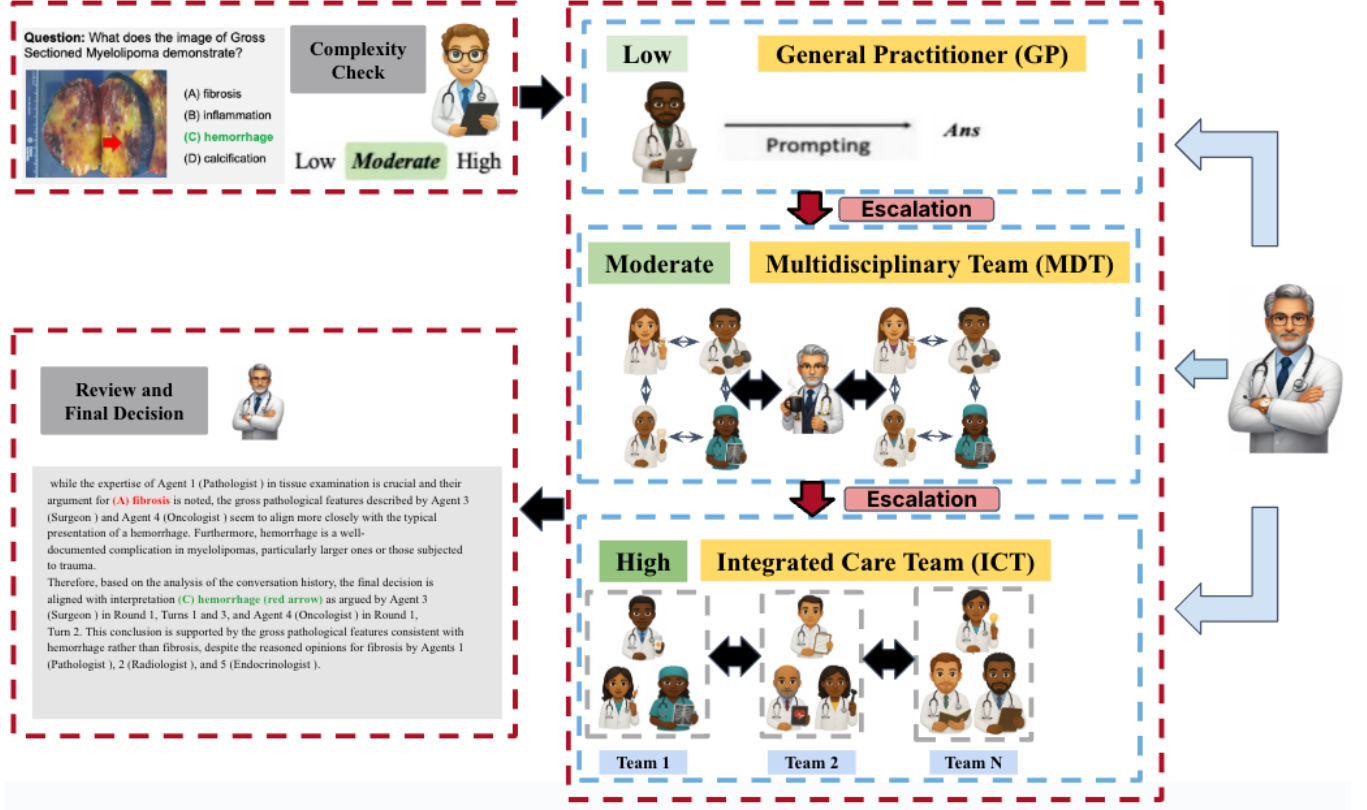 Question: What does the image of Gross
Sectioned Myelolipoma demonstrate?
(A) fibrosis
(B) inflammation
(C) hemorrhage
(D) calcification
Complexity
Check
Low Moderate High
Low
General Practitioner (GP)
Prompting
Ans
Escalation
Moderate
Multidisciplinary Team (MDT)
Escalation
High
Integrated Care Team (ICT)
Team 1
Team 2
Team N
Review and
Final Decision
while the expertise of Agent 1 (Pathologist ) in tissue examination is crucial and their
argument for (A) fibrosis is noted, the gross pathological features described by Agent 3
(Surgeon ) and Agent 4 (Oncologist ) seem to align more closely with the typical
presentation of a hemorrhage. Furthermore, hemorrhage is a well-
documented complication in myelolipomas, particularly larger ones or those subjected
to trauma.
Therefore, based on the analysis of the conversation history, the final decision is
aligned with interpretation (C) hemorrhage (red arrow) as argued by Agent 3
(Surgeon ) in Round 1, Turns 1 and 3, and Agent 4 (Oncologist ) in Round 1,
Turn 2. This conclusion is supported by the gross pathological features consistent with
hemorrhage rather than fibrosis, despite the reasoned opinions for fibrosis by Agents 1
(Pathologist ), 2 (Radiologist ), and 5 (Endocrinologist ).